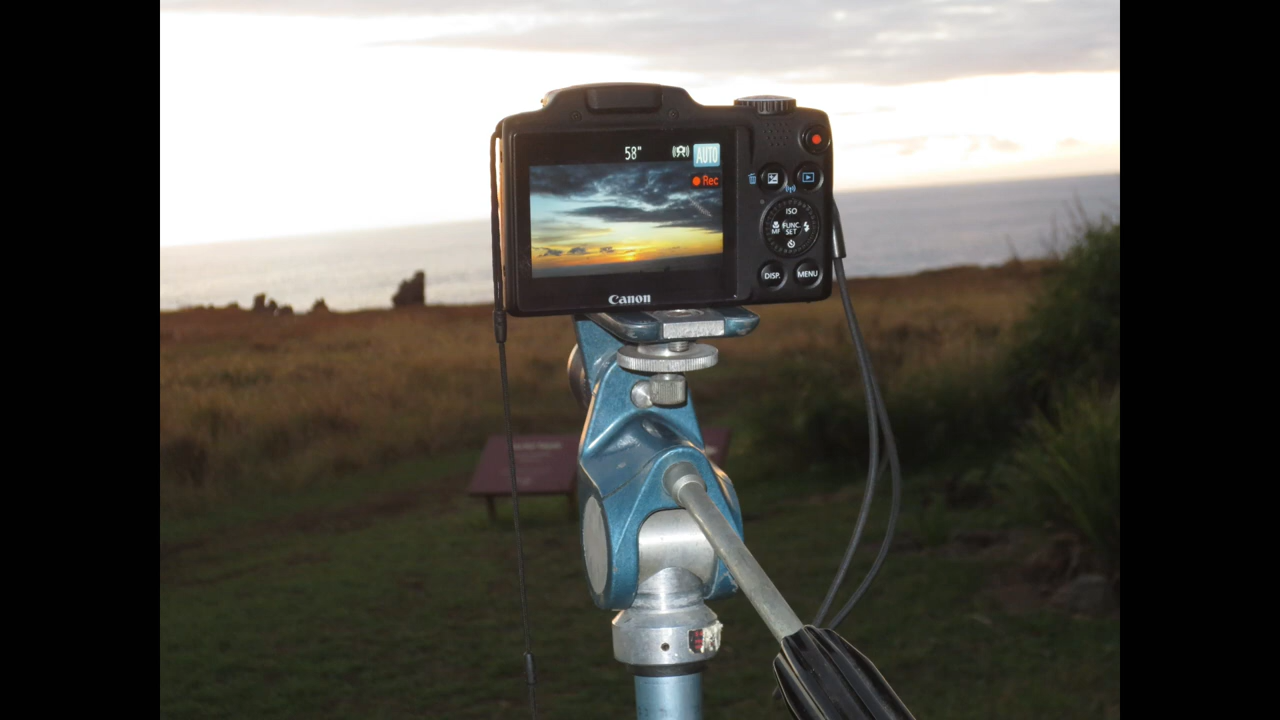 58"
AUTO
Rec
ISO
MF
FUNC.
SET
DISP.
MENU
Canon